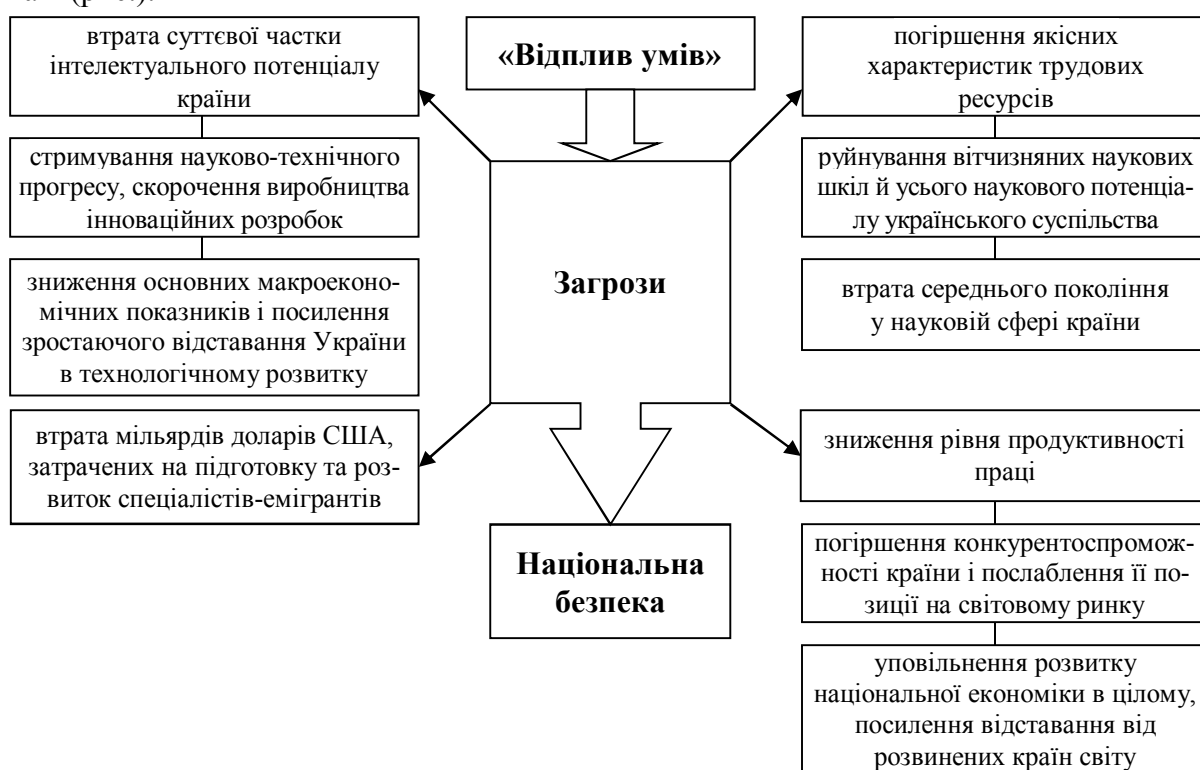 втрата суттєвої частки
інтелектуального потенціалу
країни
стримування науково-технічного
прогресу, скорочення виробництва
інноваційних розробок
зниження основних макроеконо-
мічних показників і посилення
зростаючого відставання України
в технологічному розвитку
втрата мільярдів доларів США,
затрачених на підготовку та роз-
виток спеціалістів-емігрантів
«Відплив умів»
Загрози
Національна
безпека
погіршення якісних
характеристик трудових
ресурсів
руйнування вітчизняних наукових
шкіл й усього наукового потенціа-
лу українського суспільства
втрата середнього покоління
у науковій сфері країни
зниження рівня продуктивності
праці
погіршення конкурентоспромож-
ності країни і послаблення її по-
зиції на світовому ринку
уповільнення розвитку
національної економіки в цілому,
посилення відставання від
розвинених країн світу